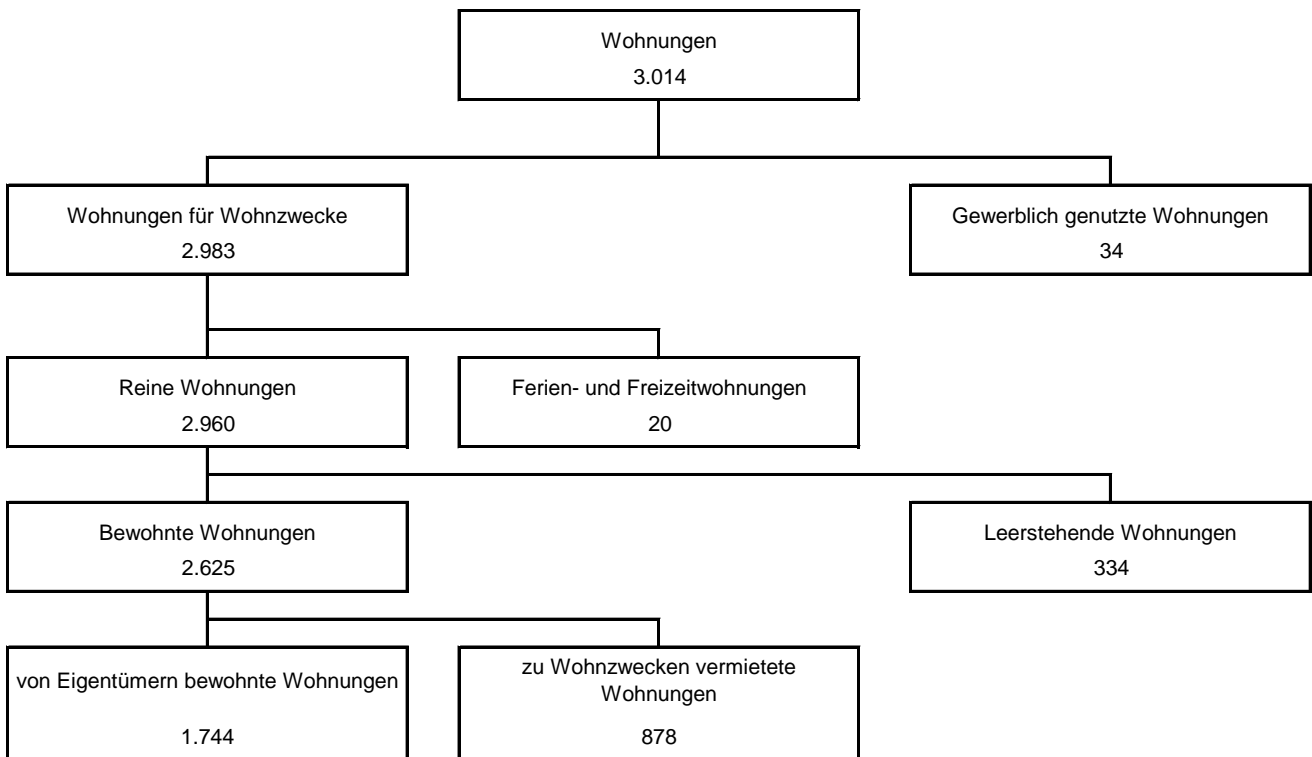 Wohnungen
3.014
Wohnungen für Wohnzwecke
2.983
Gewerblich genutzte Wohnungen
34
Reine Wohnungen
2.960
Ferien- und Freizeitwohnungen
20
Bewohnte Wohnungen
2.625
Leerstehende Wohnungen
334
von Eigentümern bewohnte Wohnungen
1.744
zu Wohnzwecken vermietete
Wohnungen
878